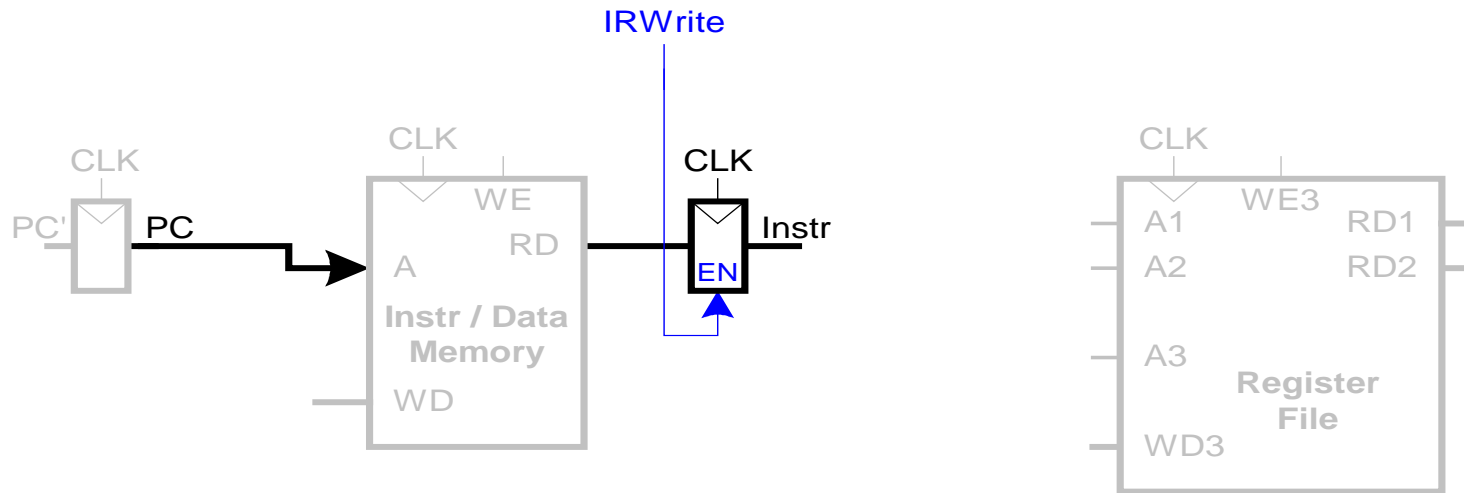 IRWrite
CLK
PC'
PC
CLK
WE
RD
A
Instr / Data
Memory
WD
CLK
EN
Instr
CLK
WE3
A1
RD1
A2
RD2
A3
Register
File
WD3